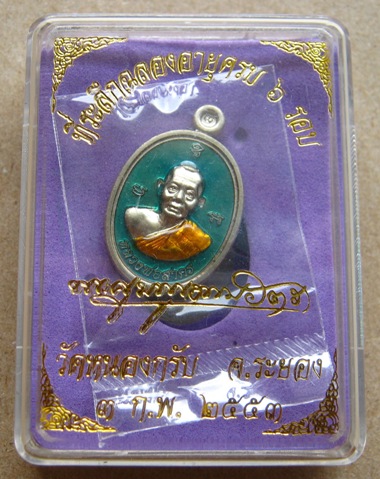 ที่ระลึกฉลองอายุครบ ๖ รอบ
วัดหนองกรับ จ.ระยอง
๓ ก.พ. ๒๕๕๓